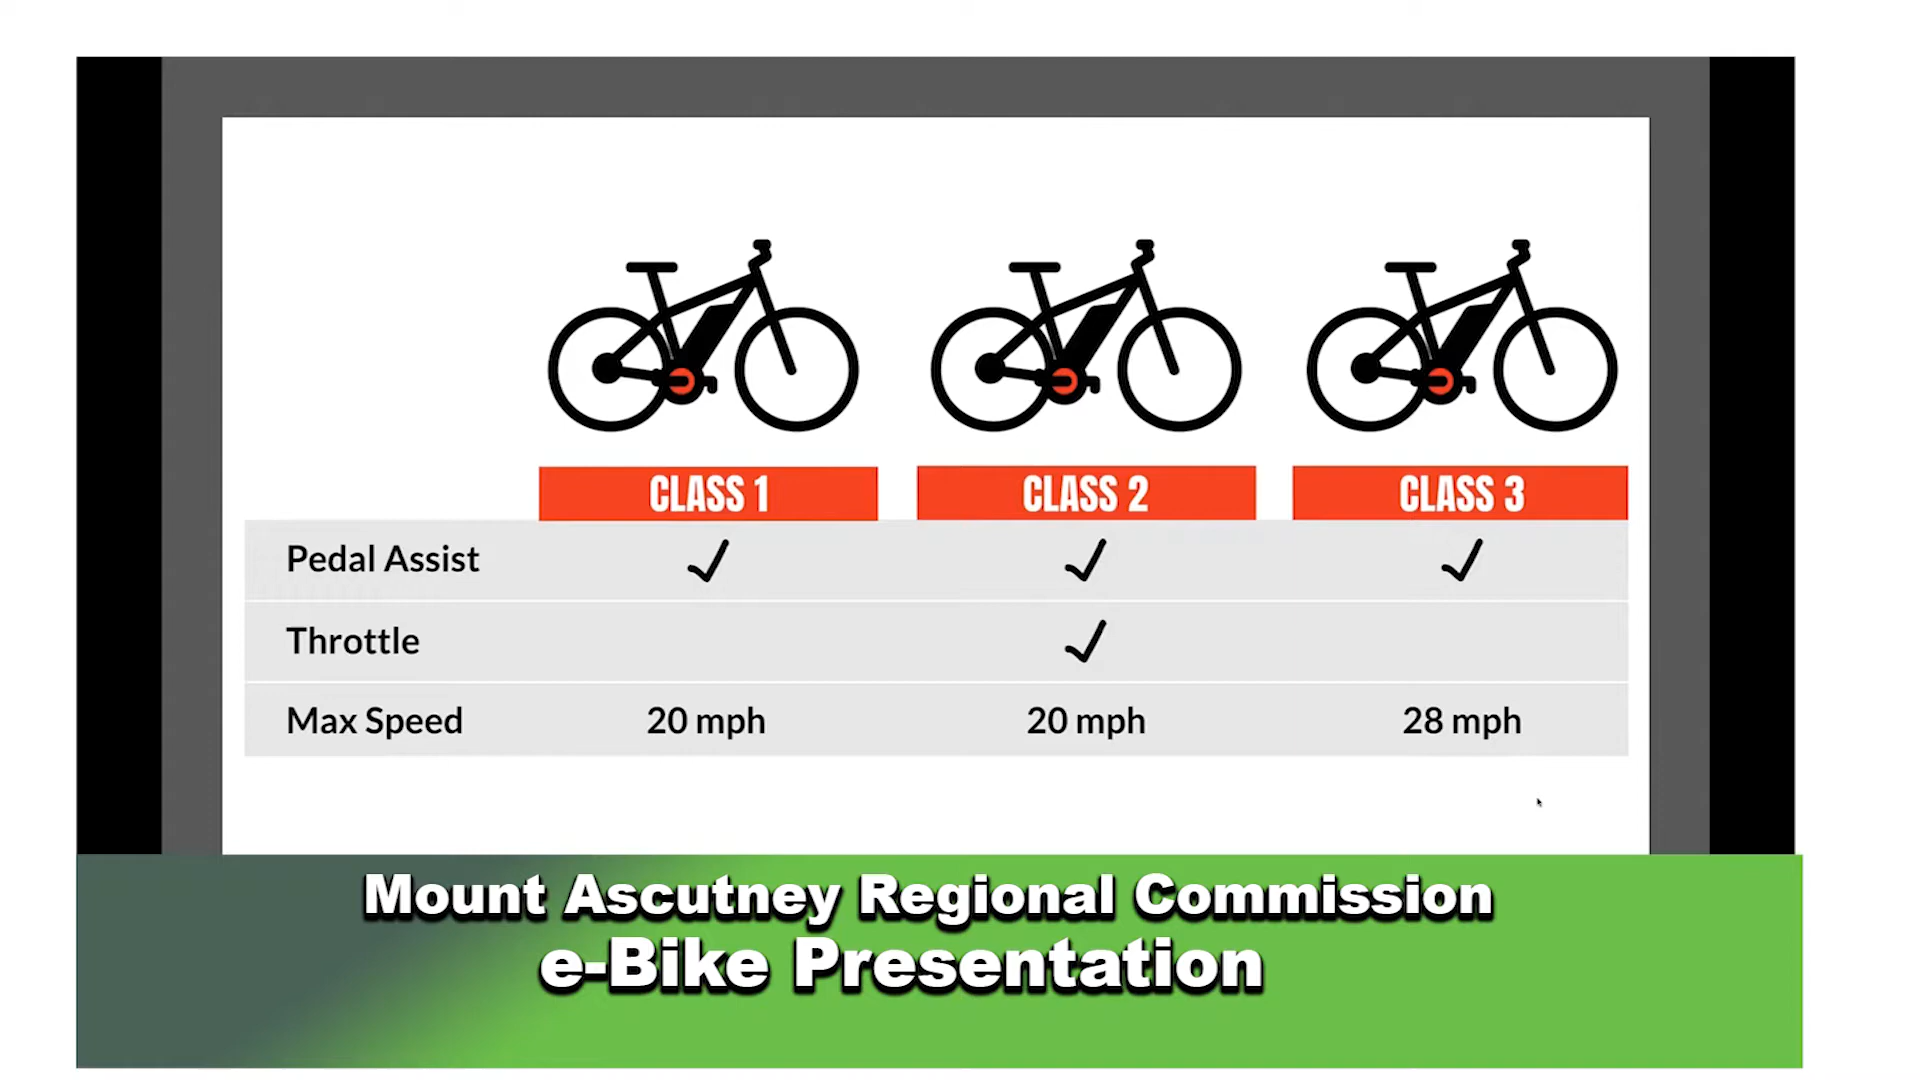 CLASS 1 CLASS 2 CLASS 3
Pedal Assist ✓ ✓ ✓
Throttle ✓
Max Speed 20 mph 20 mph 28 mph
Mount Ascutney Regional Commission
e-Bike Presentation